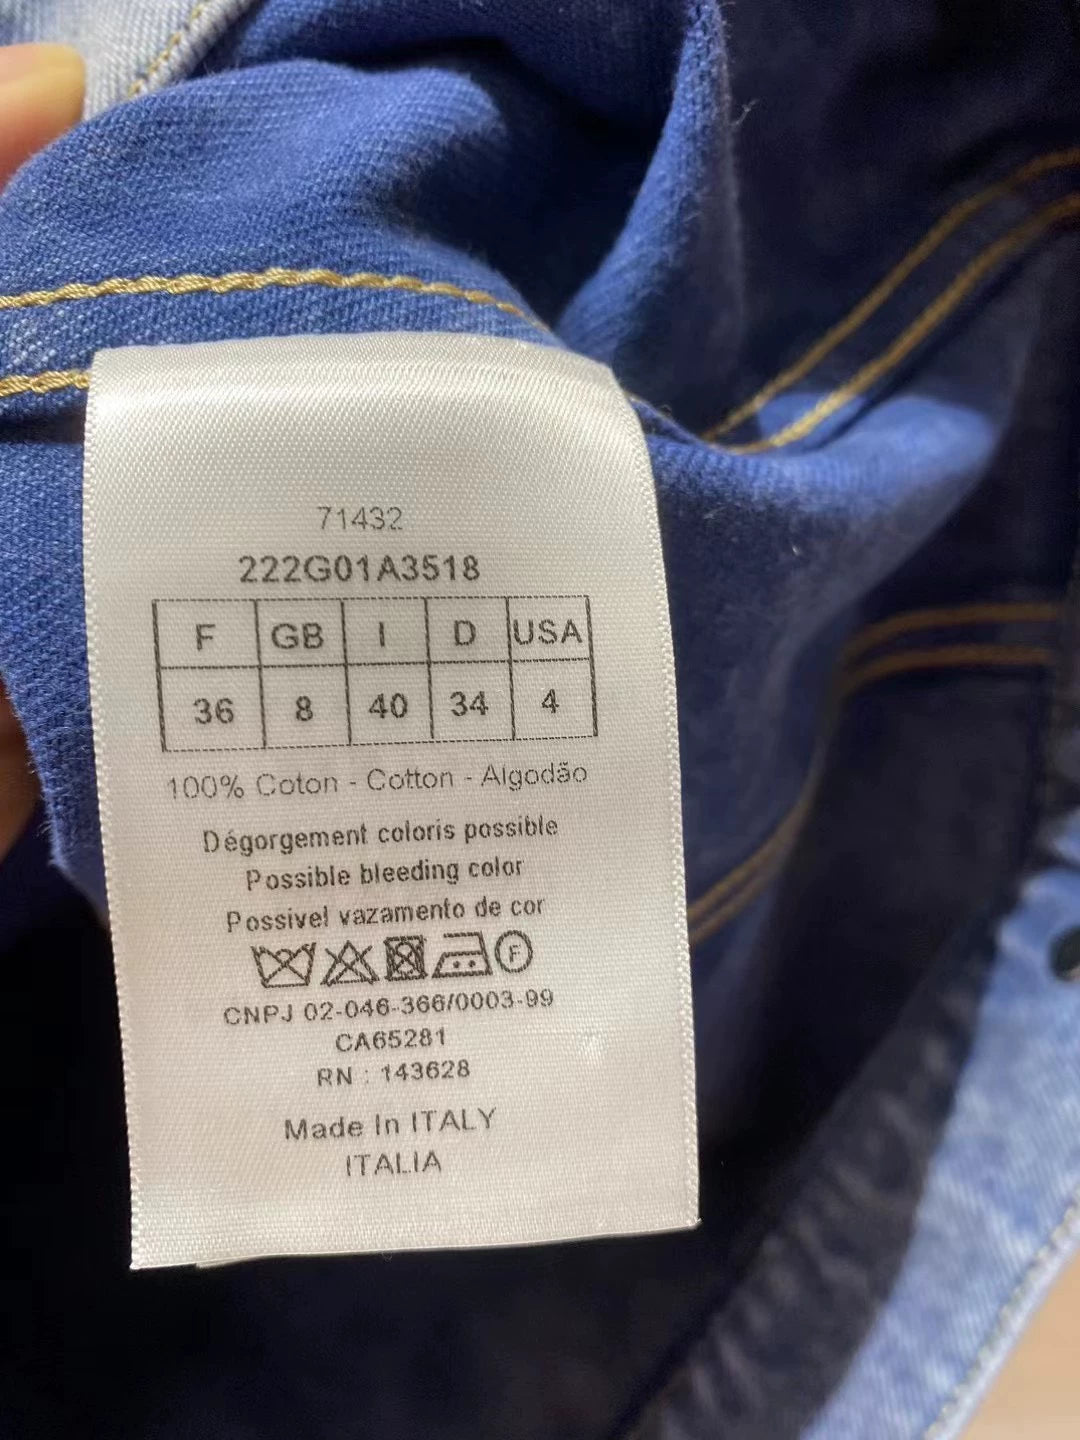 71432
222G01A3518
F GB I D USA
36 8 40 34 4
100% Coton - Cotton - Algodão
Dégorgement coloris possible
Possible bleeding color
Possivel vazamento de cor
F
CNPJ 02-046-366/0003-99
CA65281
RN : 143628
Made In ITALY
ITALIA